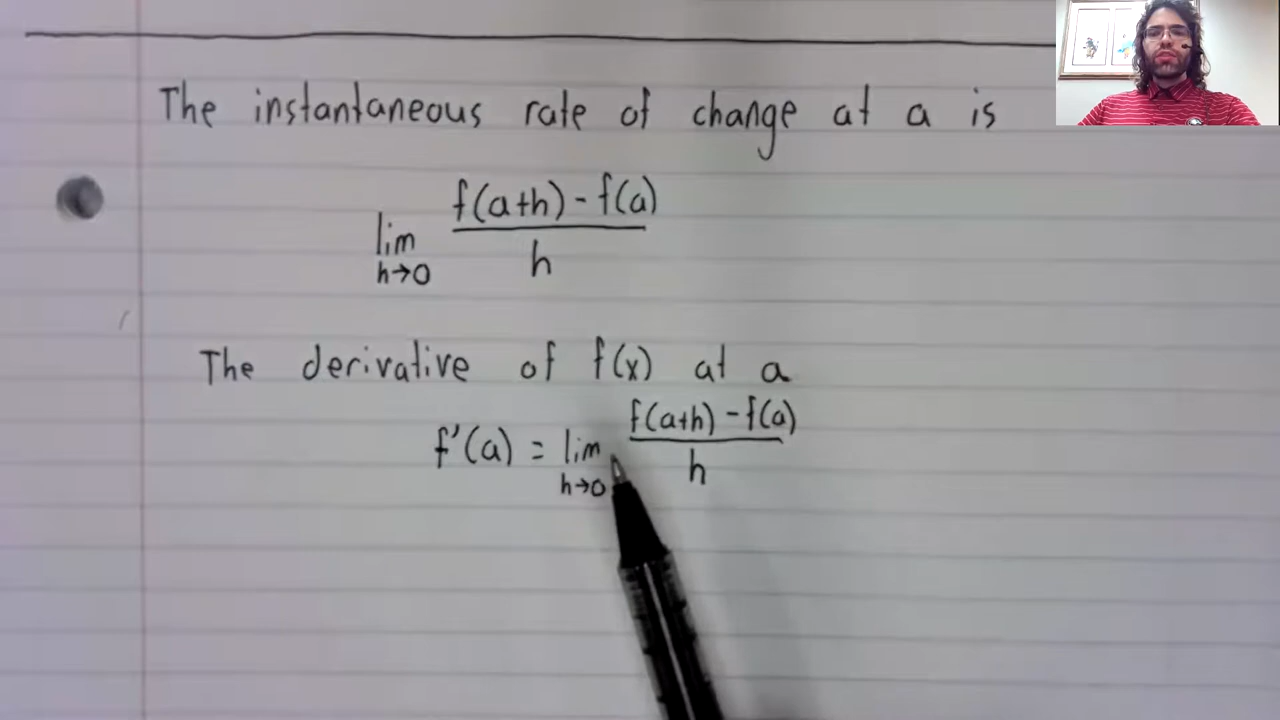 The instantaneous rate of change at a is
lim h→0 f(a+h) - f(a) / h
The derivative of f(x) at a
f'(a) = lim h→0 f(a+h) - f(a) / h